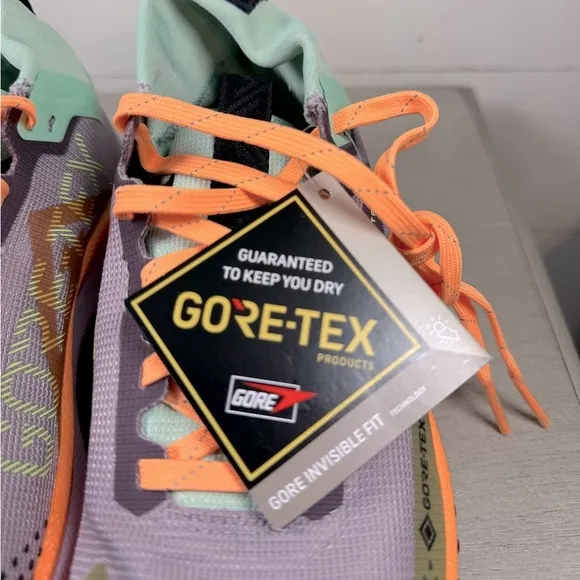 GUARANTEED
TO KEEP YOU DRY
GORE-TEX
PRODUCTS
GORE
GORE INVISIBLE FIT
TECHNOLOGY
GORE-TEX